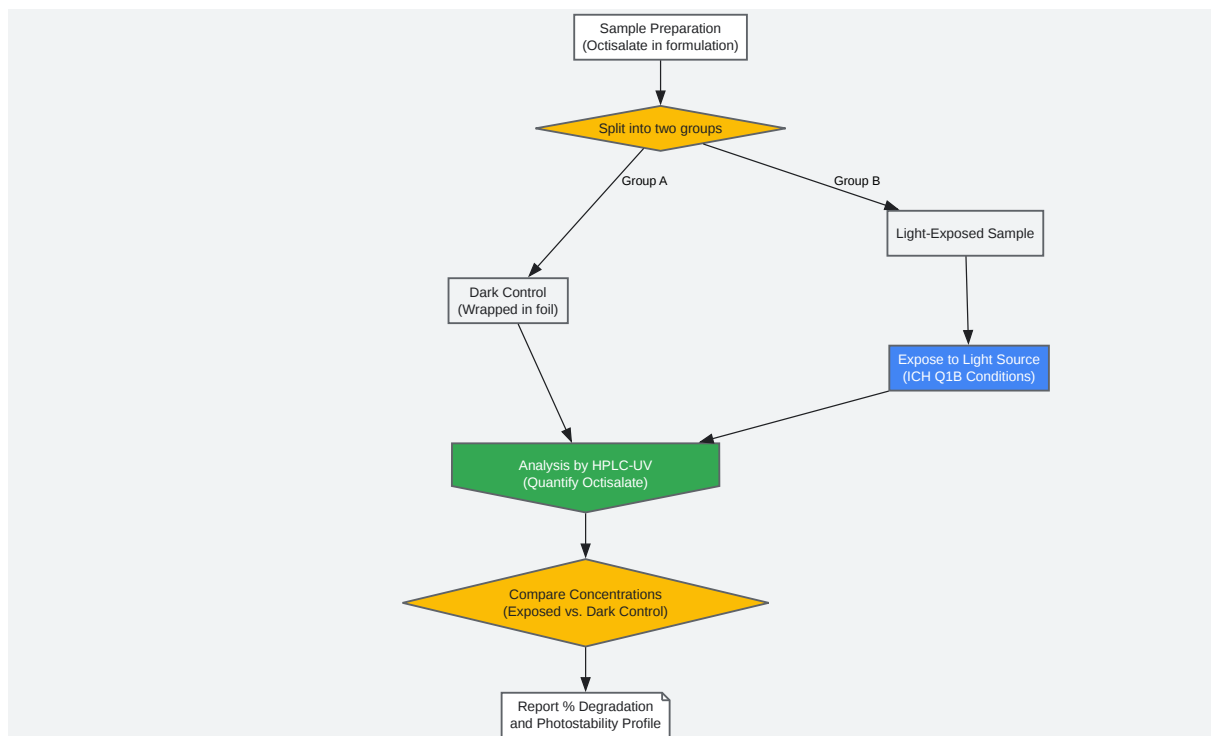 Sample Preparation
(Octisalate in formulation)
Split into two groups
Group A
Group B
Light-Exposed Sample
Dark Control
(Wrapped in foil)
Expose to Light Source
(ICH Q1B Conditions)
Analysis by HPLC-UV
(Quantify Octisalate)
Compare Concentrations
(Exposed vs. Dark Control)
Report % Degradation
and Photostability Profile